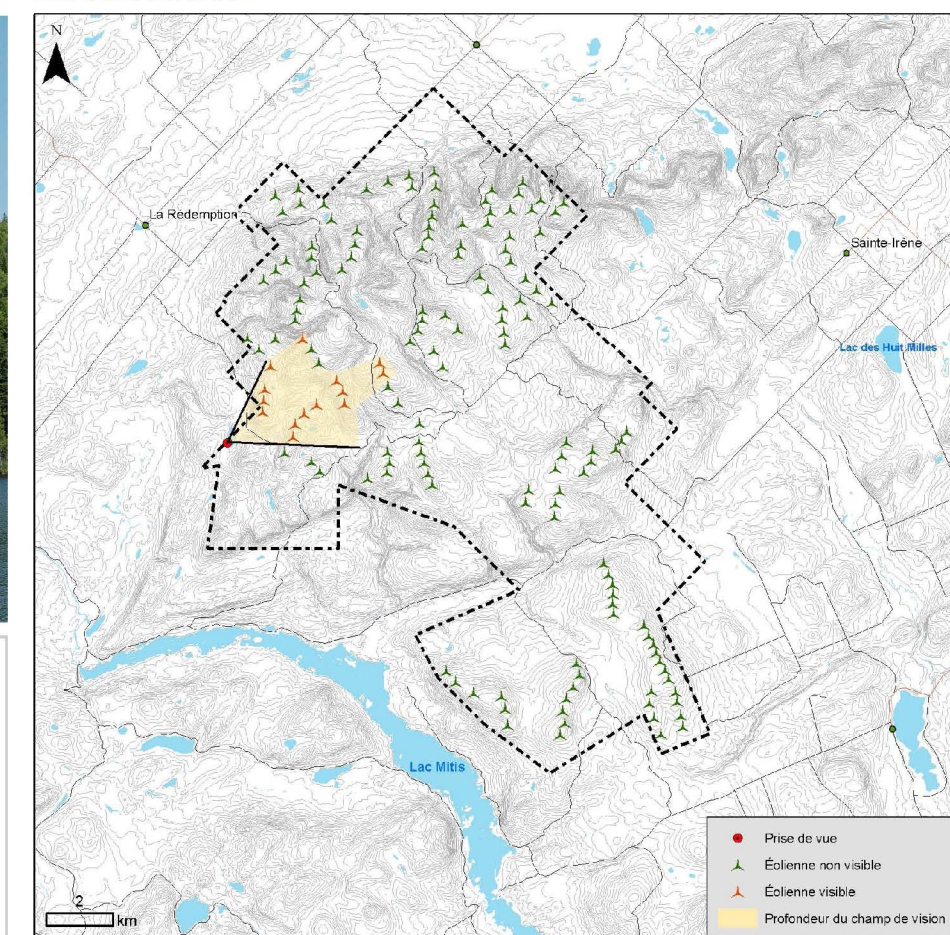 N
La Rédemption
Sainte-Irène
Lac des Huit Milles
Lac Mitis
Prise de vue
Éolienne non visible
Éolienne visible
Profondeur du champ de vision
2
km